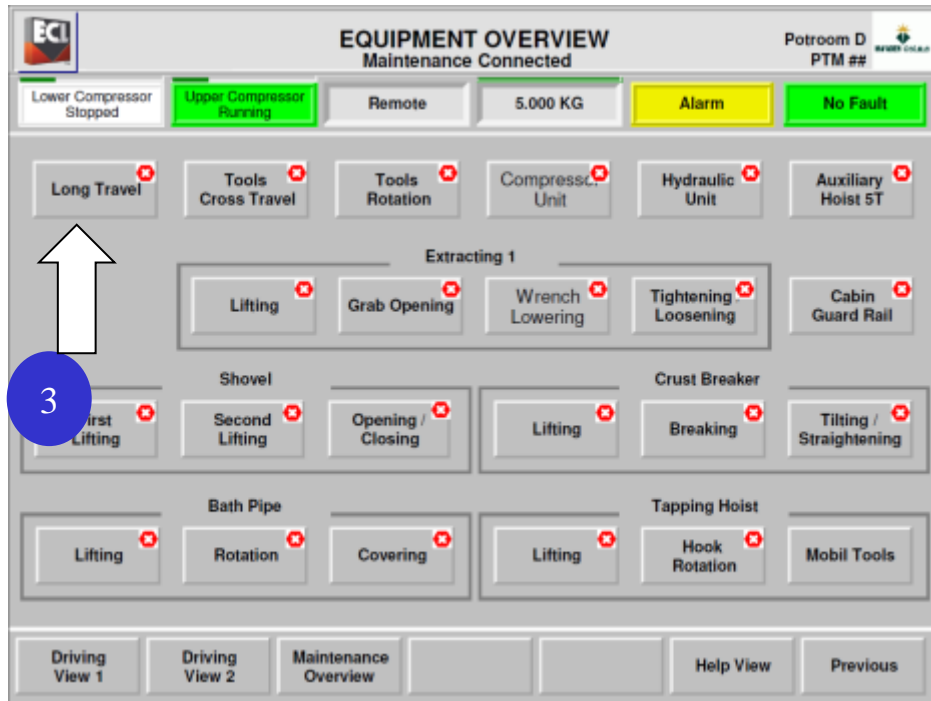 ECL
EQUIPMENT OVERVIEW
Maintenance Connected
Potroom D
PTM ##
Lower Compressor
Stopped
Upper Compressor
Running
Remote
5.000 KG
Alarm
No Fault
Long Travel
Tools
Cross Travel
Tools
Rotation
Compressor
Unit
Hydraulic
Unit
Auxiliary
Hoist 5T
Extracting 1
Lifting
Grab Opening
Wrench
Lowering
Tightening /
Loosening
Cabin
Guard Rail
3
Shovel
First
Lifting
Second
Lifting
Opening /
Closing
Crust Breaker
Lifting
Breaking
Tilting /
Straightening
Bath Pipe
Lifting
Rotation
Covering
Tapping Hoist
Lifting
Hook
Rotation
Mobil Tools
Driving
View 1
Driving
View 2
Maintenance
Overview
Help View
Previous